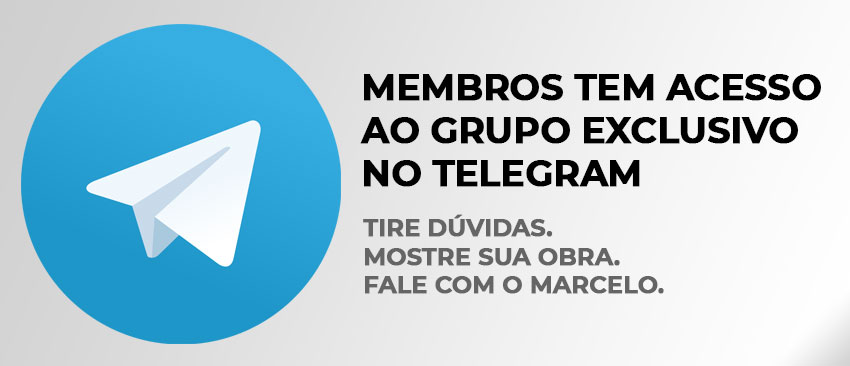 MEMBROS TEM ACESSO
AO GRUPO EXCLUSIVO
NO TELEGRAM
TIRE DÚVIDAS.
MOSTRE SUA OBRA.
FALE COM O MARCELO.